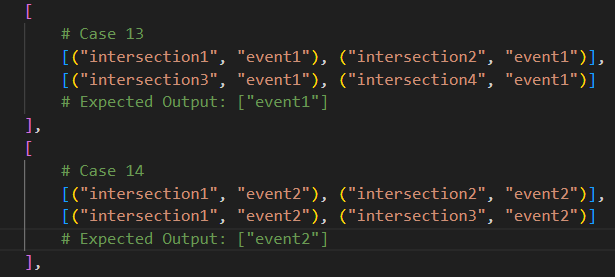 [
# Case 13
[("intersection1", "event1"), ("intersection2", "event1")],
[("intersection3", "event1"), ("intersection4", "event1")]
# Expected Output: ["event1"]
],
[
# Case 14
[("intersection1", "event2"), ("intersection2", "event2")],
[("intersection1", "event2"), ("intersection3", "event2")]
# Expected Output: ["event2"]
],